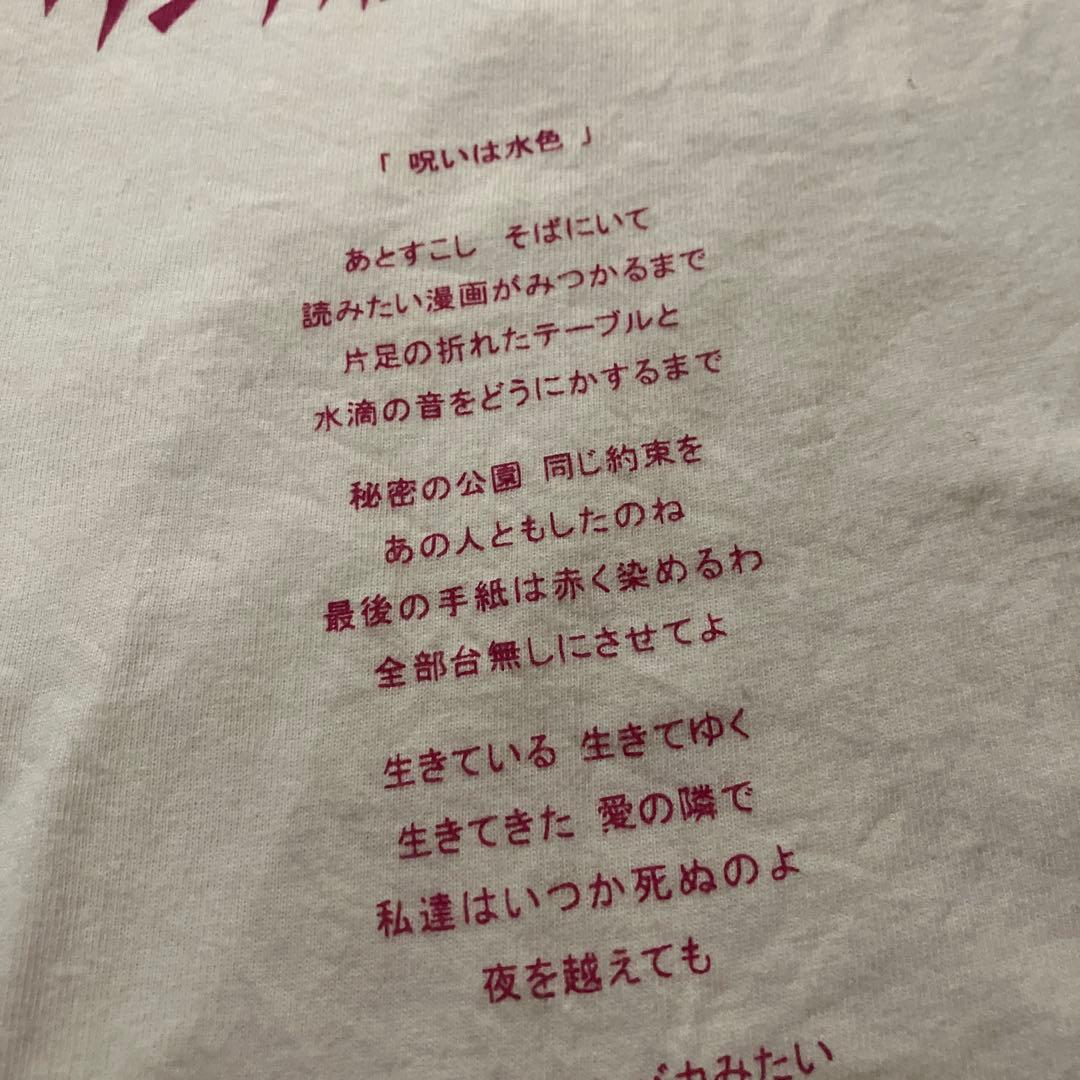 「 呪いは水色 」
あとすこし　そばにいて
読みたい漫画がみつかるまで
片足の折れたテーブルと
水滴の音をどうにかするまで
秘密の公園 同じ約束を
あの人ともしたのね
最後の手紙は赤く染めるわ
全部台無しにさせてよ
生きている 生きてゆく
生きてきた 愛の隣で
私達はいつか死ぬのよ
夜を越えても
みたい